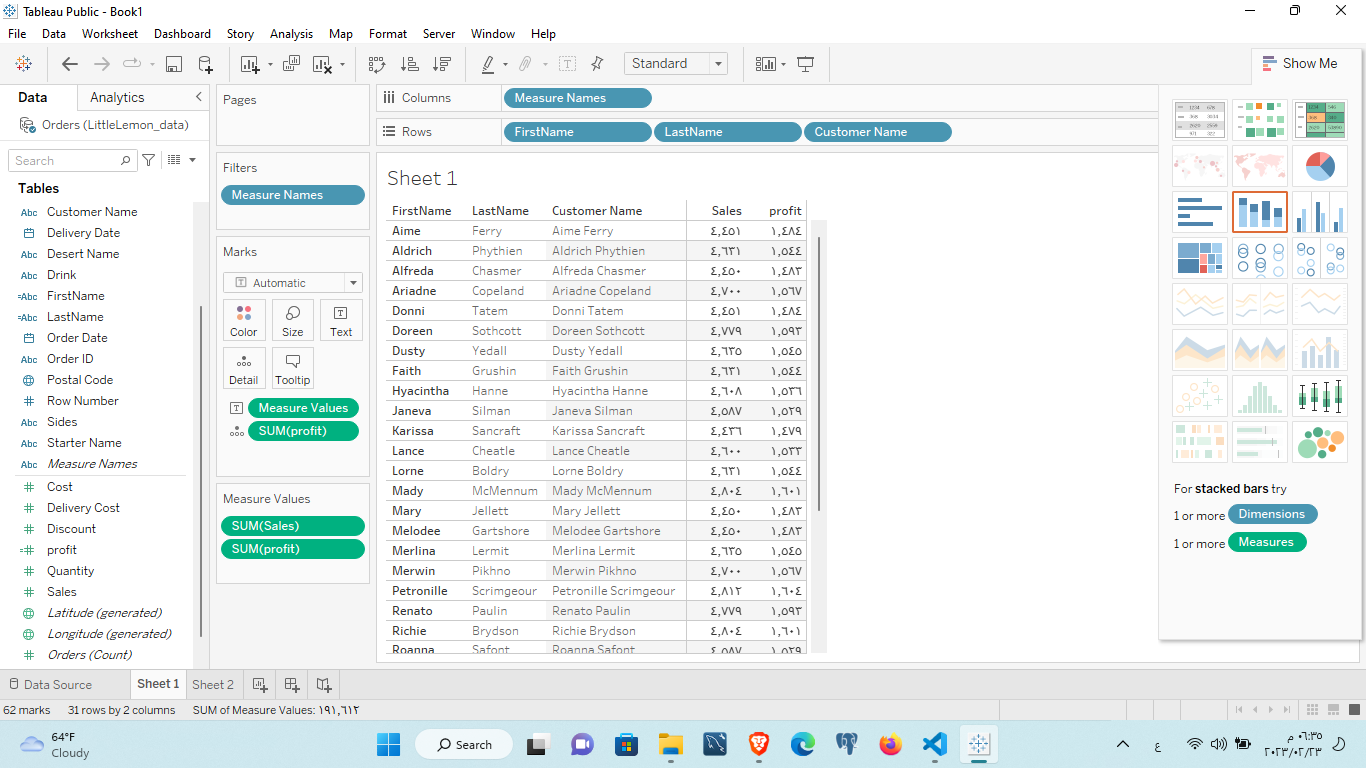 Tableau Public - Book1
File Data Worksheet Dashboard Story Analysis Map Format Server Window Help
Standard
Show Me
Data Analytics
Orders (LittleLemon_data)
Search
Tables
Abc Customer Name
Delivery Date
Abc Desert Name
Abc Drink
=Abc FirstName
=Abc LastName
Order Date
Abc Order ID
Postal Code
Row Number
Abc Sides
Abc Starter Name
Abc Measure Names
Cost
Delivery Cost
Discount
profit
Quantity
Sales
Latitude (generated)
Longitude (generated)
Orders (Count)
Pages
Filters
Measure Names
Marks
Automatic
Color Size Text
Detail Tooltip
Measure Values
SUM(profit)
Measure Values
SUM(Sales)
SUM(profit)
Columns Measure Names
Rows FirstName LastName Customer Name
Sheet 1
FirstName LastName Customer Name Sales profit
Aime Ferry Aime Ferry ٤,٤٥١ ١,٤٨٤
Aldrich Phythien Aldrich Phythien ٤,٦٣١ ١,٥٤٤
Alfreda Chasmer Alfreda Chasmer ٤,٤٥٠ ١,٤٨٣
Ariadne Copeland Ariadne Copeland ٤,٧٠٠ ١,٥٦٧
Donni Tatem Donni Tatem ٤,٤٥١ ١,٤٨٤
Doreen Sothcott Doreen Sothcott ٤,٧٧٩ ١,٥٩٣
Dusty Yedall Dusty Yedall ٤,٦٣٥ ١,٥٤٥
Faith Grushin Faith Grushin ٤,٦٣١ ١,٥٤٤
Hyacintha Hanne Hyacintha Hanne ٤,٦٠٨ ١,٥٣٦
Janeva Silman Janeva Silman ٤,٥٨٧ ١,٥٢٩
Karissa Sancraft Karissa Sancraft ٤,٤٣٦ ١,٤٧٩
Lance Cheatle Lance Cheatle ٤,٦٠٠ ١,٥٣٣
Lorne Boldry Lorne Boldry ٤,٦٣١ ١,٥٤٤
Mady McMennum Mady McMennum ٤,٨٠٤ ١,٦٠١
Mary Jellett Mary Jellett ٤,٤٥٠ ١,٤٨٣
Melodee Gartshore Melodee Gartshore ٤,٤٥٠ ١,٤٨٣
Merlina Lermit Merlina Lermit ٤,٦٣٥ ١,٥٤٥
Merwin Pikhno Merwin Pikhno ٤,٧٠٠ ١,٥٦٧
Petronille Scrimgeour Petronille Scrimgeour ٤,٨١٢ ١,٦٠٤
Renato Paulin Renato Paulin ٤,٧٧٩ ١,٥٩٣
Richie Brydson Richie Brydson ٤,٨٠٤ ١,٦٠١
Roanna Safont Roanna Safont ٤,٥٨٧ ١,٥٢٩
For stacked bars try
1 or more Dimensions
1 or more Measures
Data Source Sheet 1 Sheet 2
62 marks 31 rows by 2 columns SUM of Measure Values: ١٩١,٦١٢
64°F
Cloudy
Search
ع
٠٦:٣٥ م
٢٠٢٣/٠٢/٢٣